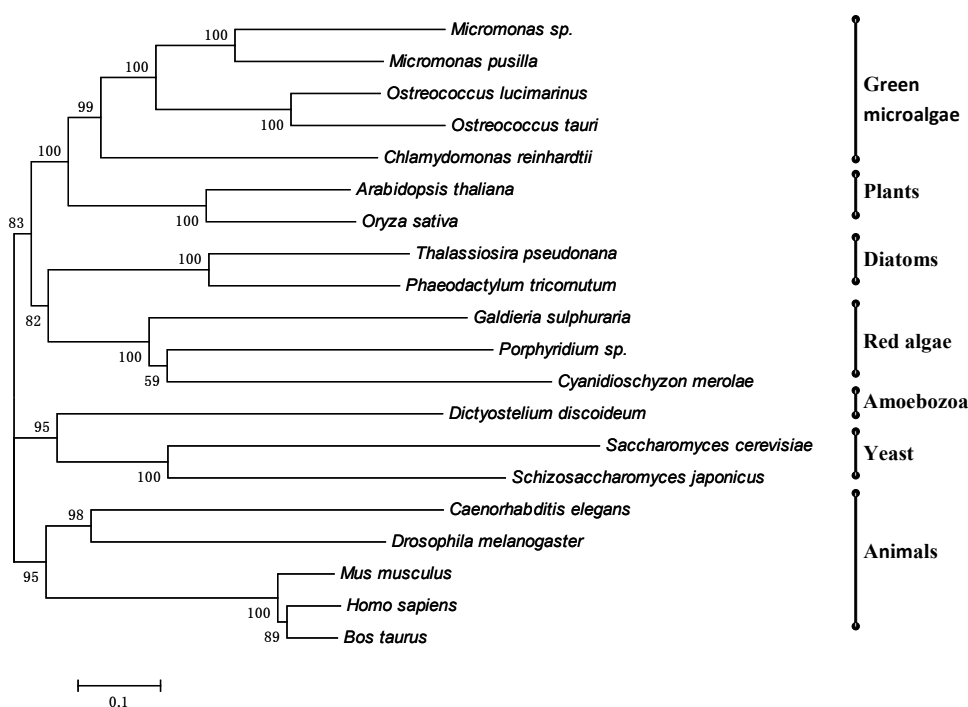 100
Micromonas sp.
100
Micromonas pusilla
Ostreococcus lucimarinus
99
100
Ostreococcus tauri
100
Chlamydomonas reinhardtii
Arabidopsis thaliana
100
Oryza sativa
83
100
Thalassiosira pseudonana
Phaeodactylum tricornutum
82
Galdieria sulphuraria
100
Porphyridium sp.
59
Cyanidioschyzon merolae
95
Dictyostelium discoideum
Saccharomyces cerevisiae
100
Schizosaccharomyces japonicus
98
Caenorhabditis elegans
Drosophila melanogaster
95
Mus musculus
100
Homo sapiens
89
Bos taurus
Green
microalgae
Plants
Diatoms
Red algae
Amoebozoa
Yeast
Animals
0.1